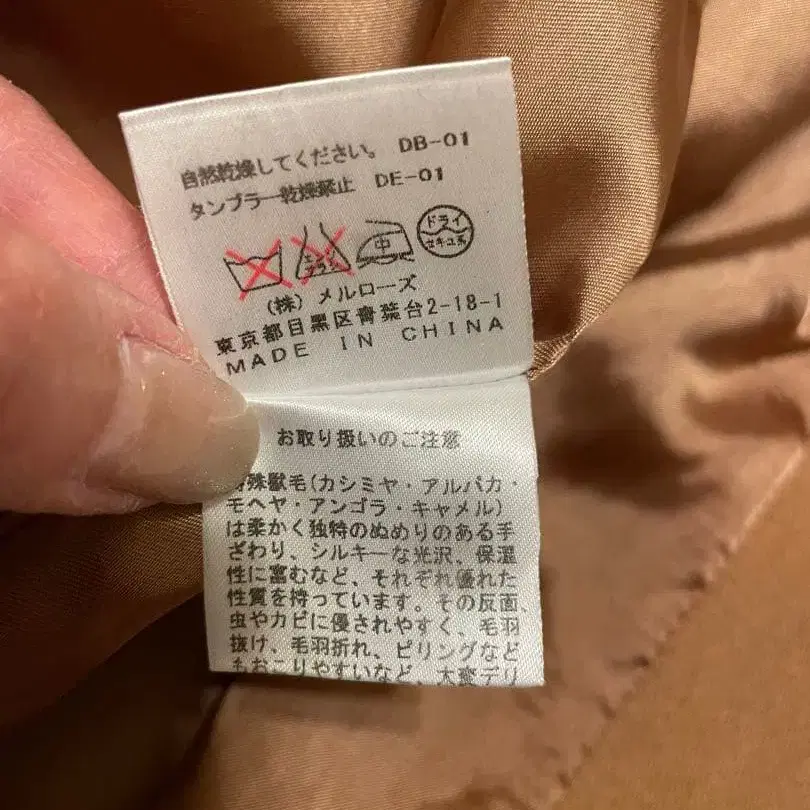 自然乾燥してください。 DB-01
タンブラー乾燥禁止 DE-01
中
ドライ
セキユ系
(株) メルローズ
東京都目黒区青葉台2-18-1
MADE IN CHINA
お取り扱いのご注意
殊獣毛(カシミヤ・アルパカ・
モヘヤ・アンゴラ・キャメル)
は柔かく独特のぬめりのある手
ざわり、シルキーな光沢、保湿
性に富むなど、それぞれ優れた
性質を持っています。その反面、
虫やカビに優されやすく、毛羽
抜け、毛羽折れ、ピリングなど
もおこりやすいなど、大変デリ